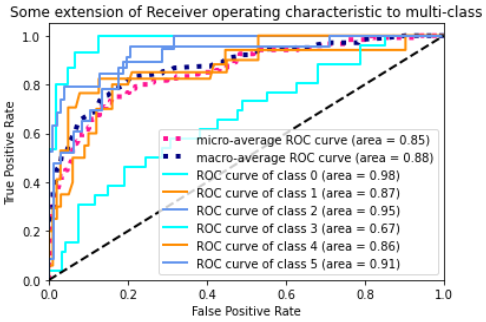 Some extension of Receiver operating characteristic to multi-class
1.0
0.8
0.6
0.4
0.2
0.0
True Positive Rate
micro-average ROC curve (area = 0.85)
macro-average ROC curve (area = 0.88)
ROC curve of class 0 (area = 0.98)
ROC curve of class 1 (area = 0.87)
ROC curve of class 2 (area = 0.95)
ROC curve of class 3 (area = 0.67)
ROC curve of class 4 (area = 0.86)
ROC curve of class 5 (area = 0.91)
0.0 0.2 0.4 0.6 0.8 1.0
False Positive Rate